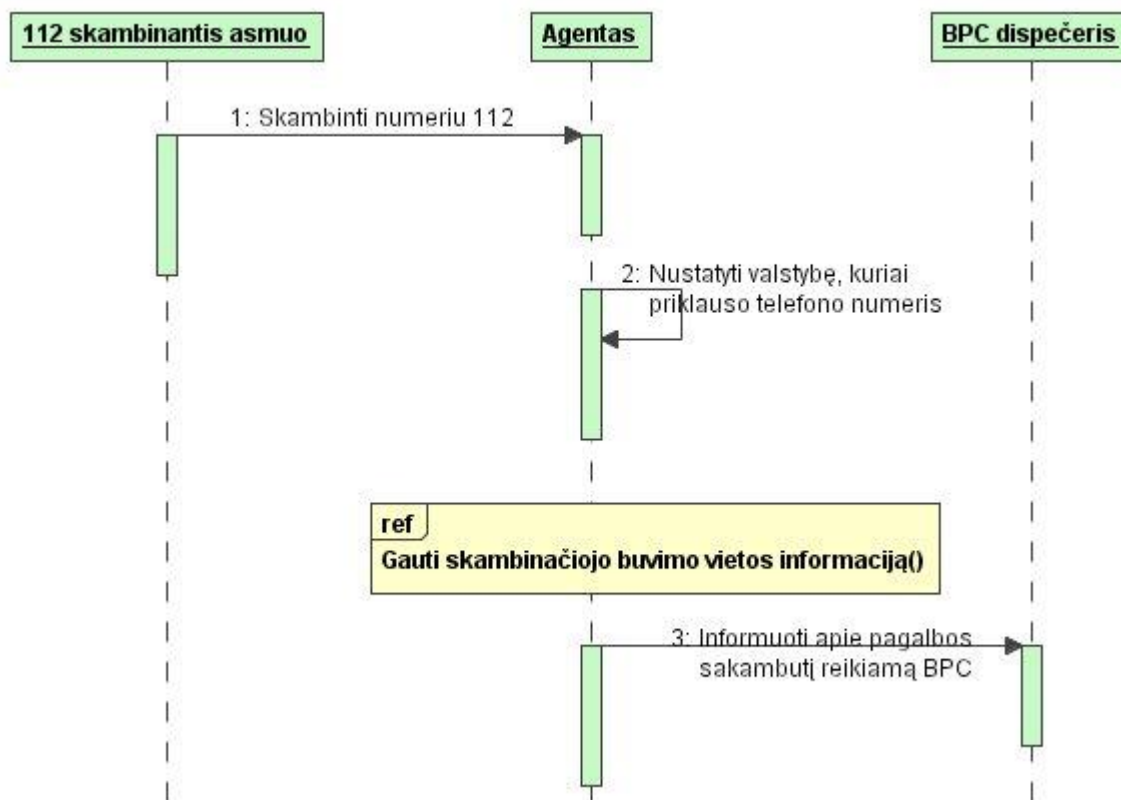 112 skambinantis asmuo
Agentas
BPC dispečeris
1: Skambinti numeriu 112
2: Nustatyti valstybę, kuriai
priklauso telefono numeris
ref
Gauti skambinačiojo buvimo vietos informaciją()
3: Informuoti apie pagalbos
sakambutį reikiamą BPC